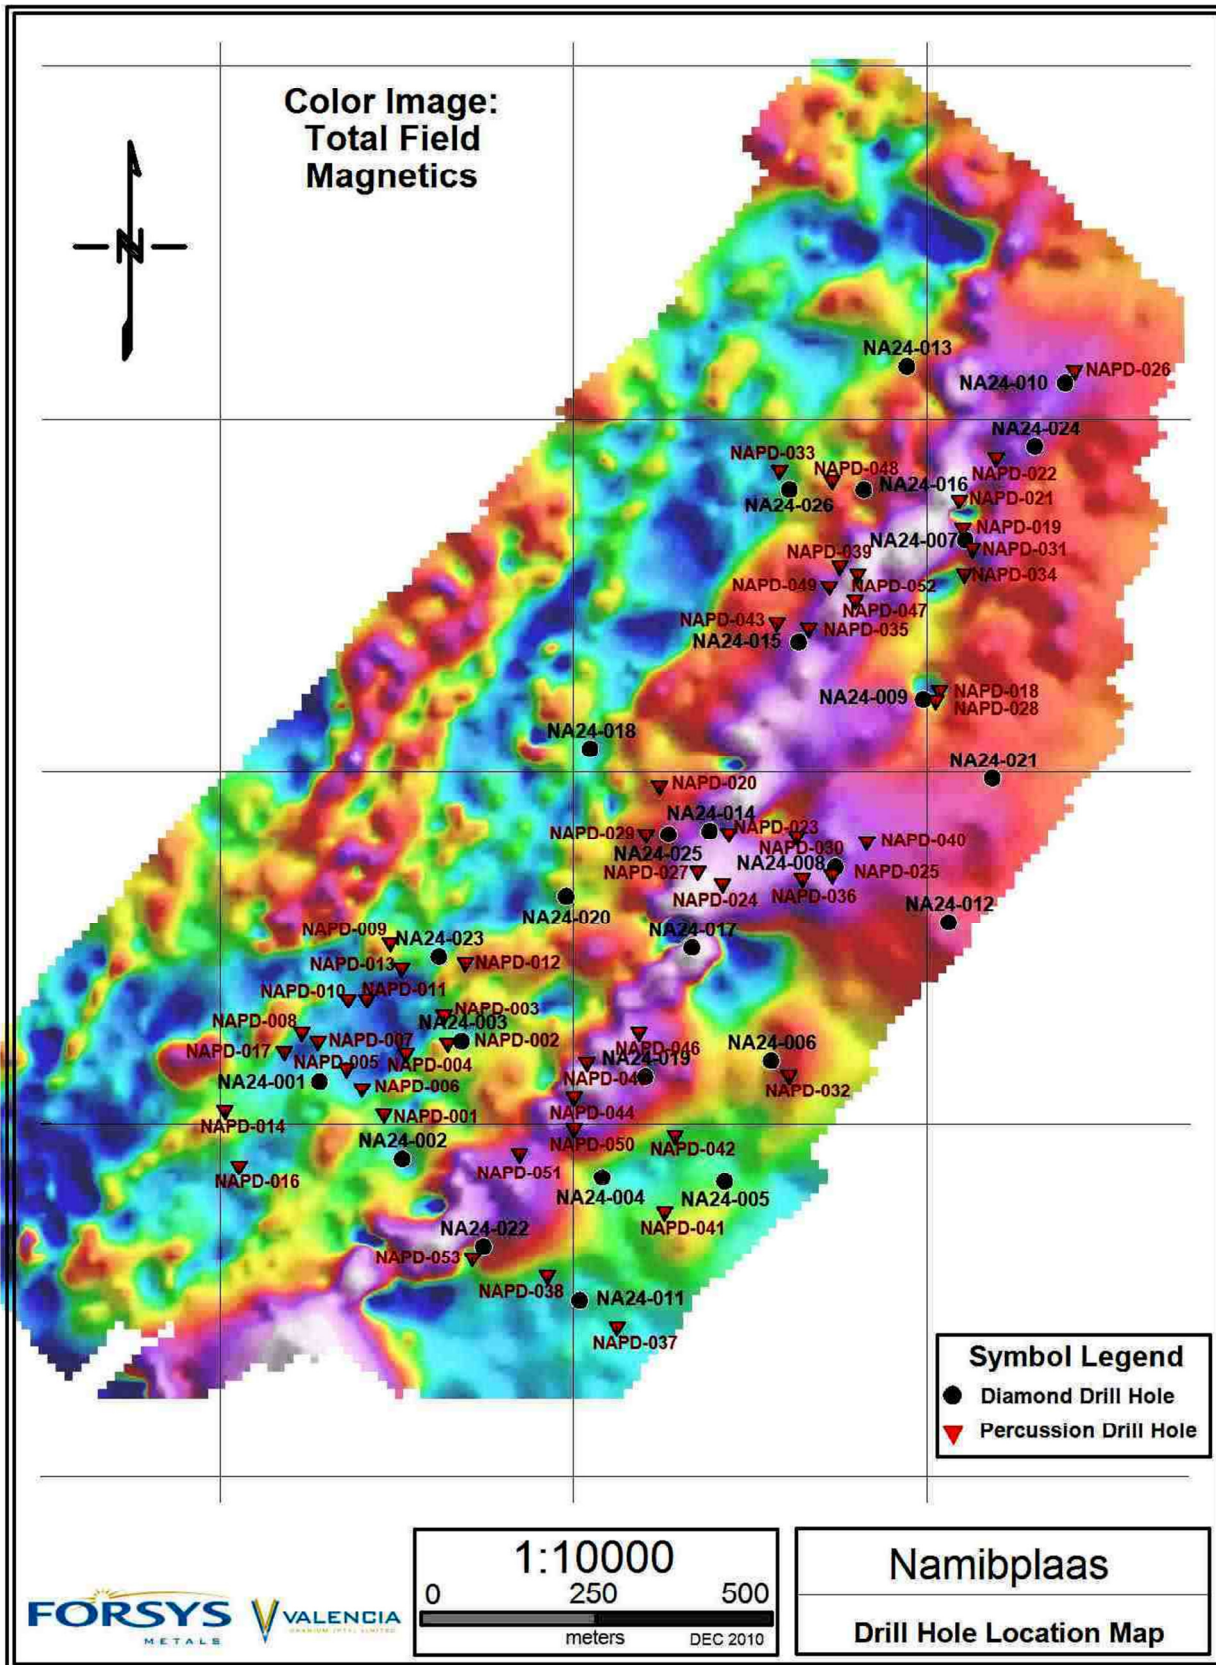 Color Image:
Total Field
Magnetics
N
NA24-013
NA24-010
NAPD-026
NA24-024
NAPD-033
NAPD-048
NAPD-022
NA24-016
NA24-026
NAPD-021
NAPD-019
NA24-007
NAPD-031
NAPD-039
NAPD-034
NAPD-049
NAPD-052
NAPD-047
NAPD-043
NAPD-035
NA24-015
NAPD-018
NA24-009
NAPD-028
NA24-018
NA24-021
NAPD-020
NA24-014
NAPD-029
NAPD-023
NAPD-040
NA24-025
NAPD-030
NA24-008
NAPD-025
NAPD-027
NAPD-024
NAPD-036
NA24-012
NA24-020
NA24-017
NAPD-009
NA24-023
NAPD-013
NAPD-012
NAPD-010
NAPD-011
NAPD-003
NA24-003
NAPD-008
NAPD-007
NAPD-002
NAPD-017
NAPD-005
NAPD-004
NAPD-046
NA24-006
NA24-001
NAPD-006
NAPD-04
NA24-019
NAPD-032
NAPD-014
NAPD-001
NAPD-044
NA24-002
NAPD-050
NAPD-042
NAPD-016
NAPD-051
NA24-004
NA24-005
NAPD-041
NA24-022
NAPD-053
NAPD-038
NA24-011
NAPD-037
Symbol Legend
Diamond Drill Hole
Percussion Drill Hole
1:10000
0 250 500
meters
DEC 2010
Namibplaas
Drill Hole Location Map
FORSYS
METALS
VALENCIA
URANIUM (PTY) LIMITED